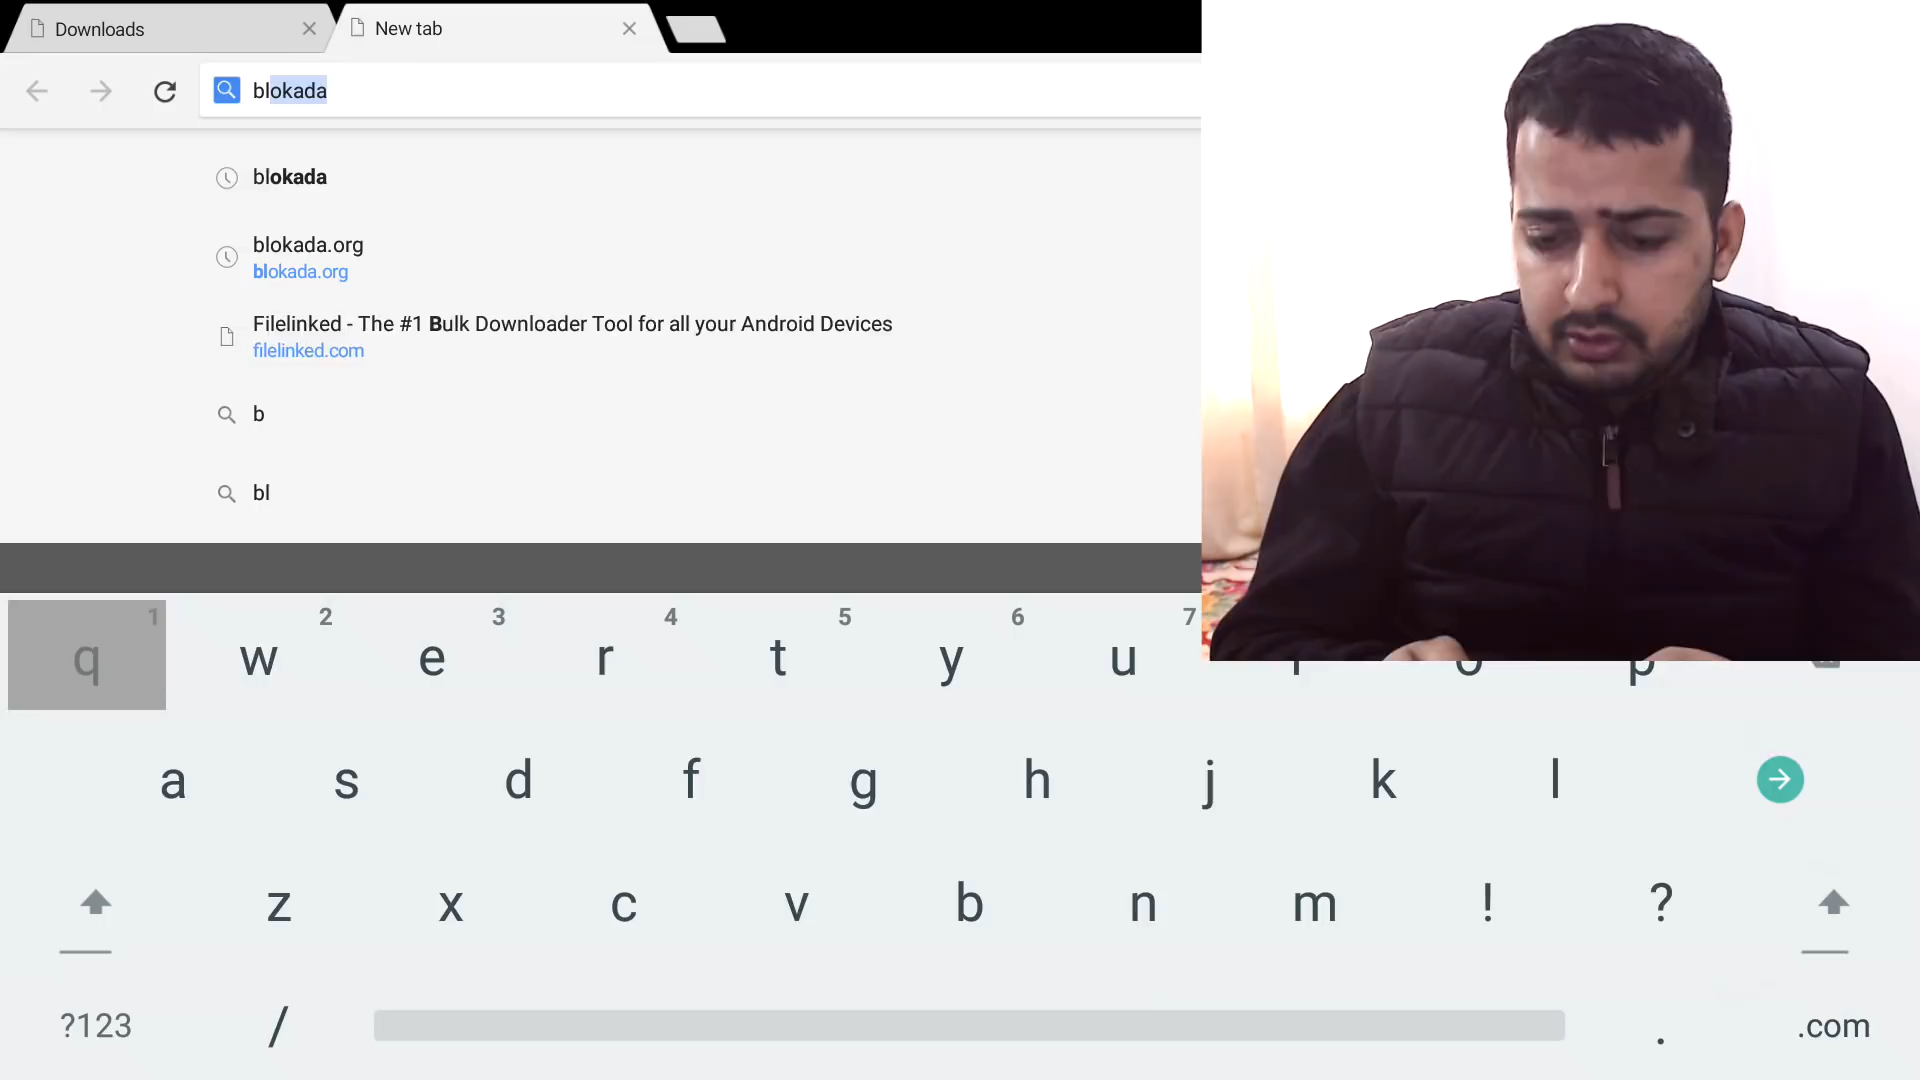 Downloads
New tab
blokada
blokada
blokada.org
blokada.org
Filelinked - The #1 Bulk Downloader Tool for all your Android Devices
filelinked.com
b
bl
1 2 3 4 5 6 7
q w e r t y u i o p
a s d f g h j k l
z x c v b n m ! ?
?123 / . .com